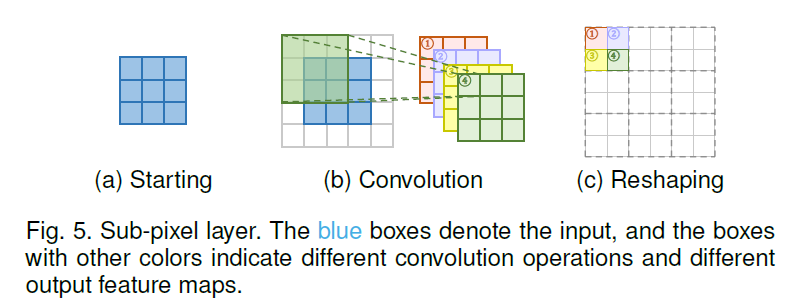 ① ② ③ ④
① ②
③ ④
(a) Starting (b) Convolution (c) Reshaping
Fig. 5. Sub-pixel layer. The blue boxes denote the input, and the boxes
with other colors indicate different convolution operations and different
output feature maps.